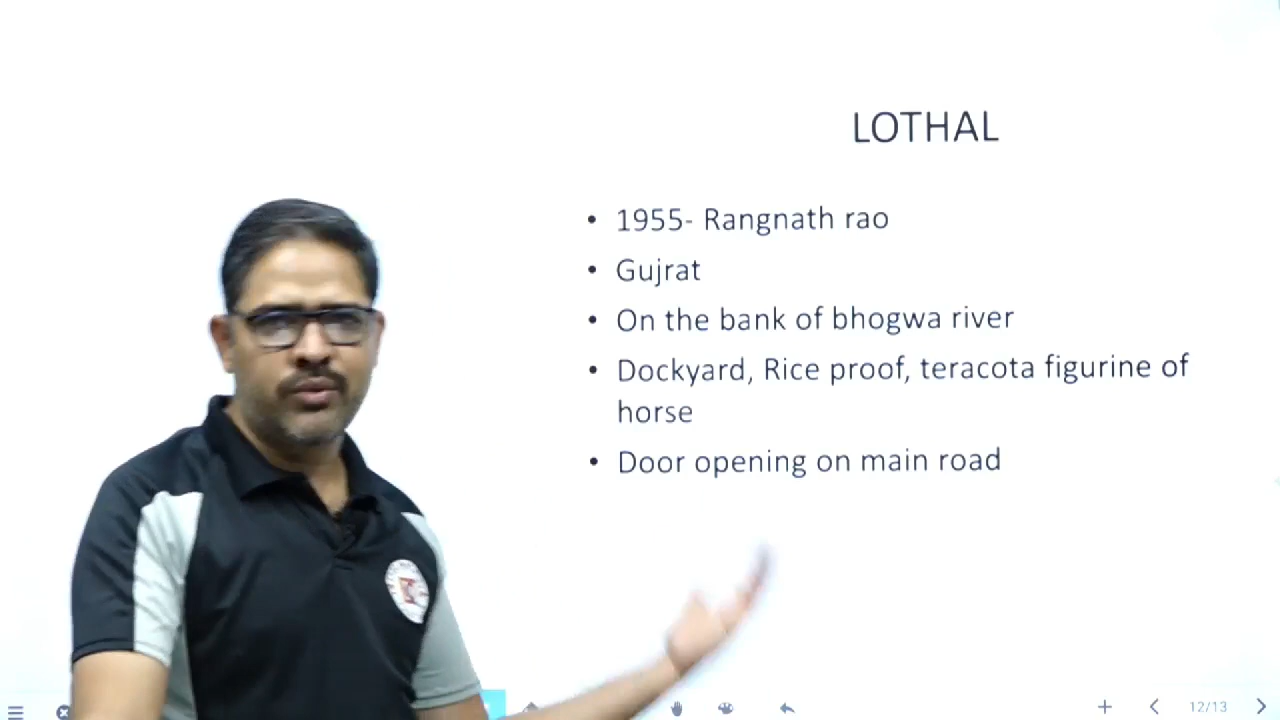 LOTHAL
• 1955- Rangnath rao
• Gujrat
• On the bank of bhogwa river
• Dockyard, Rice proof, teracota figurine of
horse
• Door opening on main road
12/13